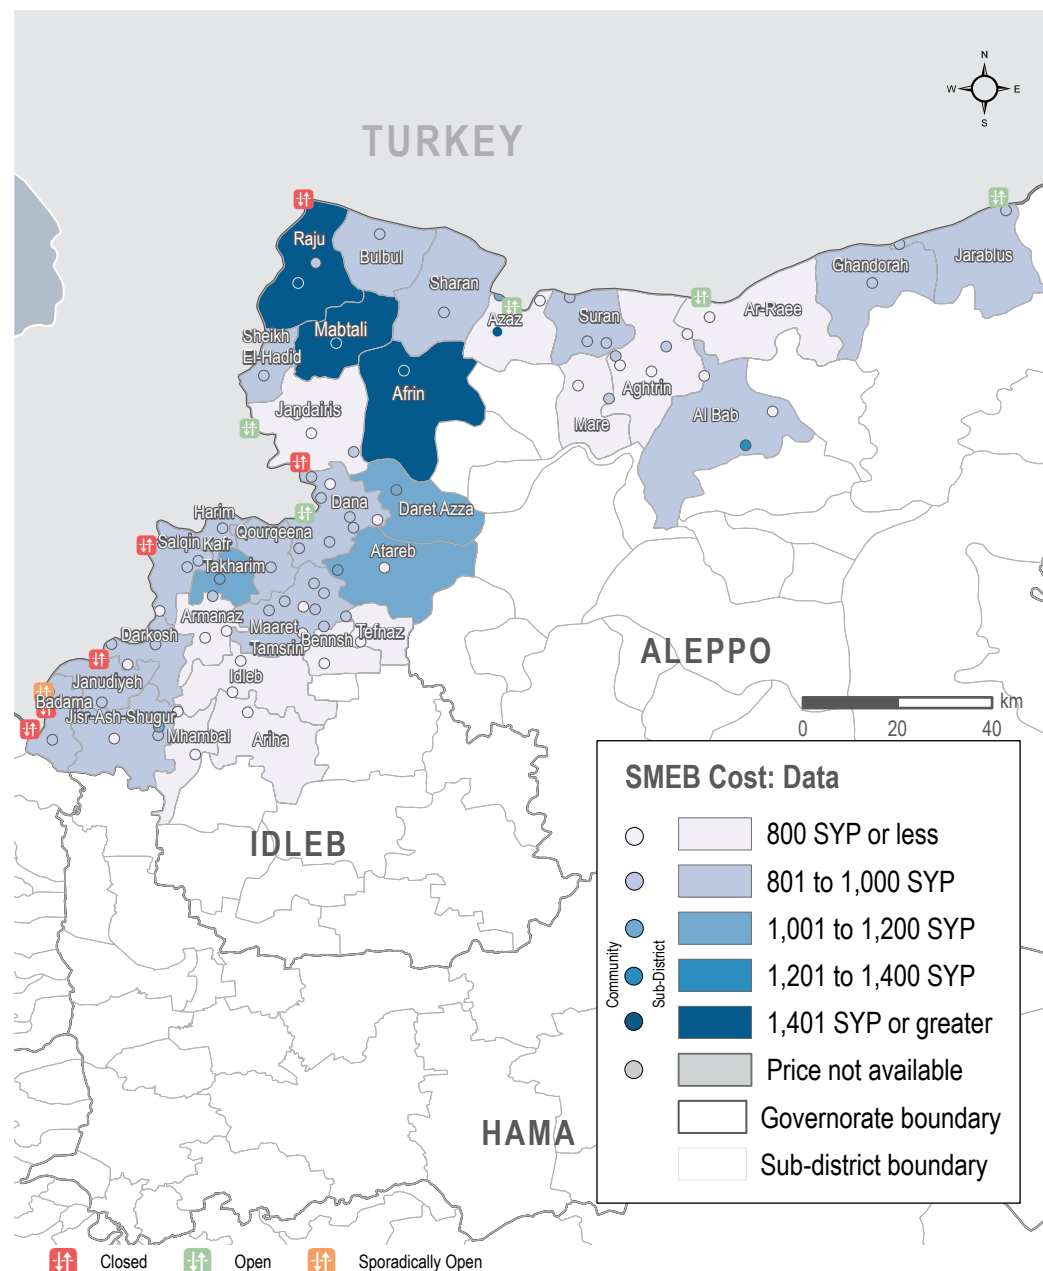 N
W E
S
TURKEY
Raju
Bulbul
Sharan
Jarablus
Ghandorah
Ar-Raee
Azaz
Suran
Mabtali
Sheikh
El-Hadid
Afrin
Aghtrin
Jandairis
Al Bab
Mare
Dana
Daret Azza
Harim
Qourqeena
Salqin
Kafr
Takharim
Atareb
Armanaz
Maaret
Tamsrin
Bennsh
Tefnaz
Darkosh
Idleb
Janudiyeh
Badama
Jisr-Ash-Shugur
Mhambal
Ariha
ALEPPO
km
0 20 40
IDLEB
HAMA
SMEB Cost: Data
800 SYP or less
801 to 1,000 SYP
1,001 to 1,200 SYP
1,201 to 1,400 SYP
1,401 SYP or greater
Price not available
Governorate boundary
Sub-district boundary
Community
Sub-District
Closed
Open
Sporadically Open